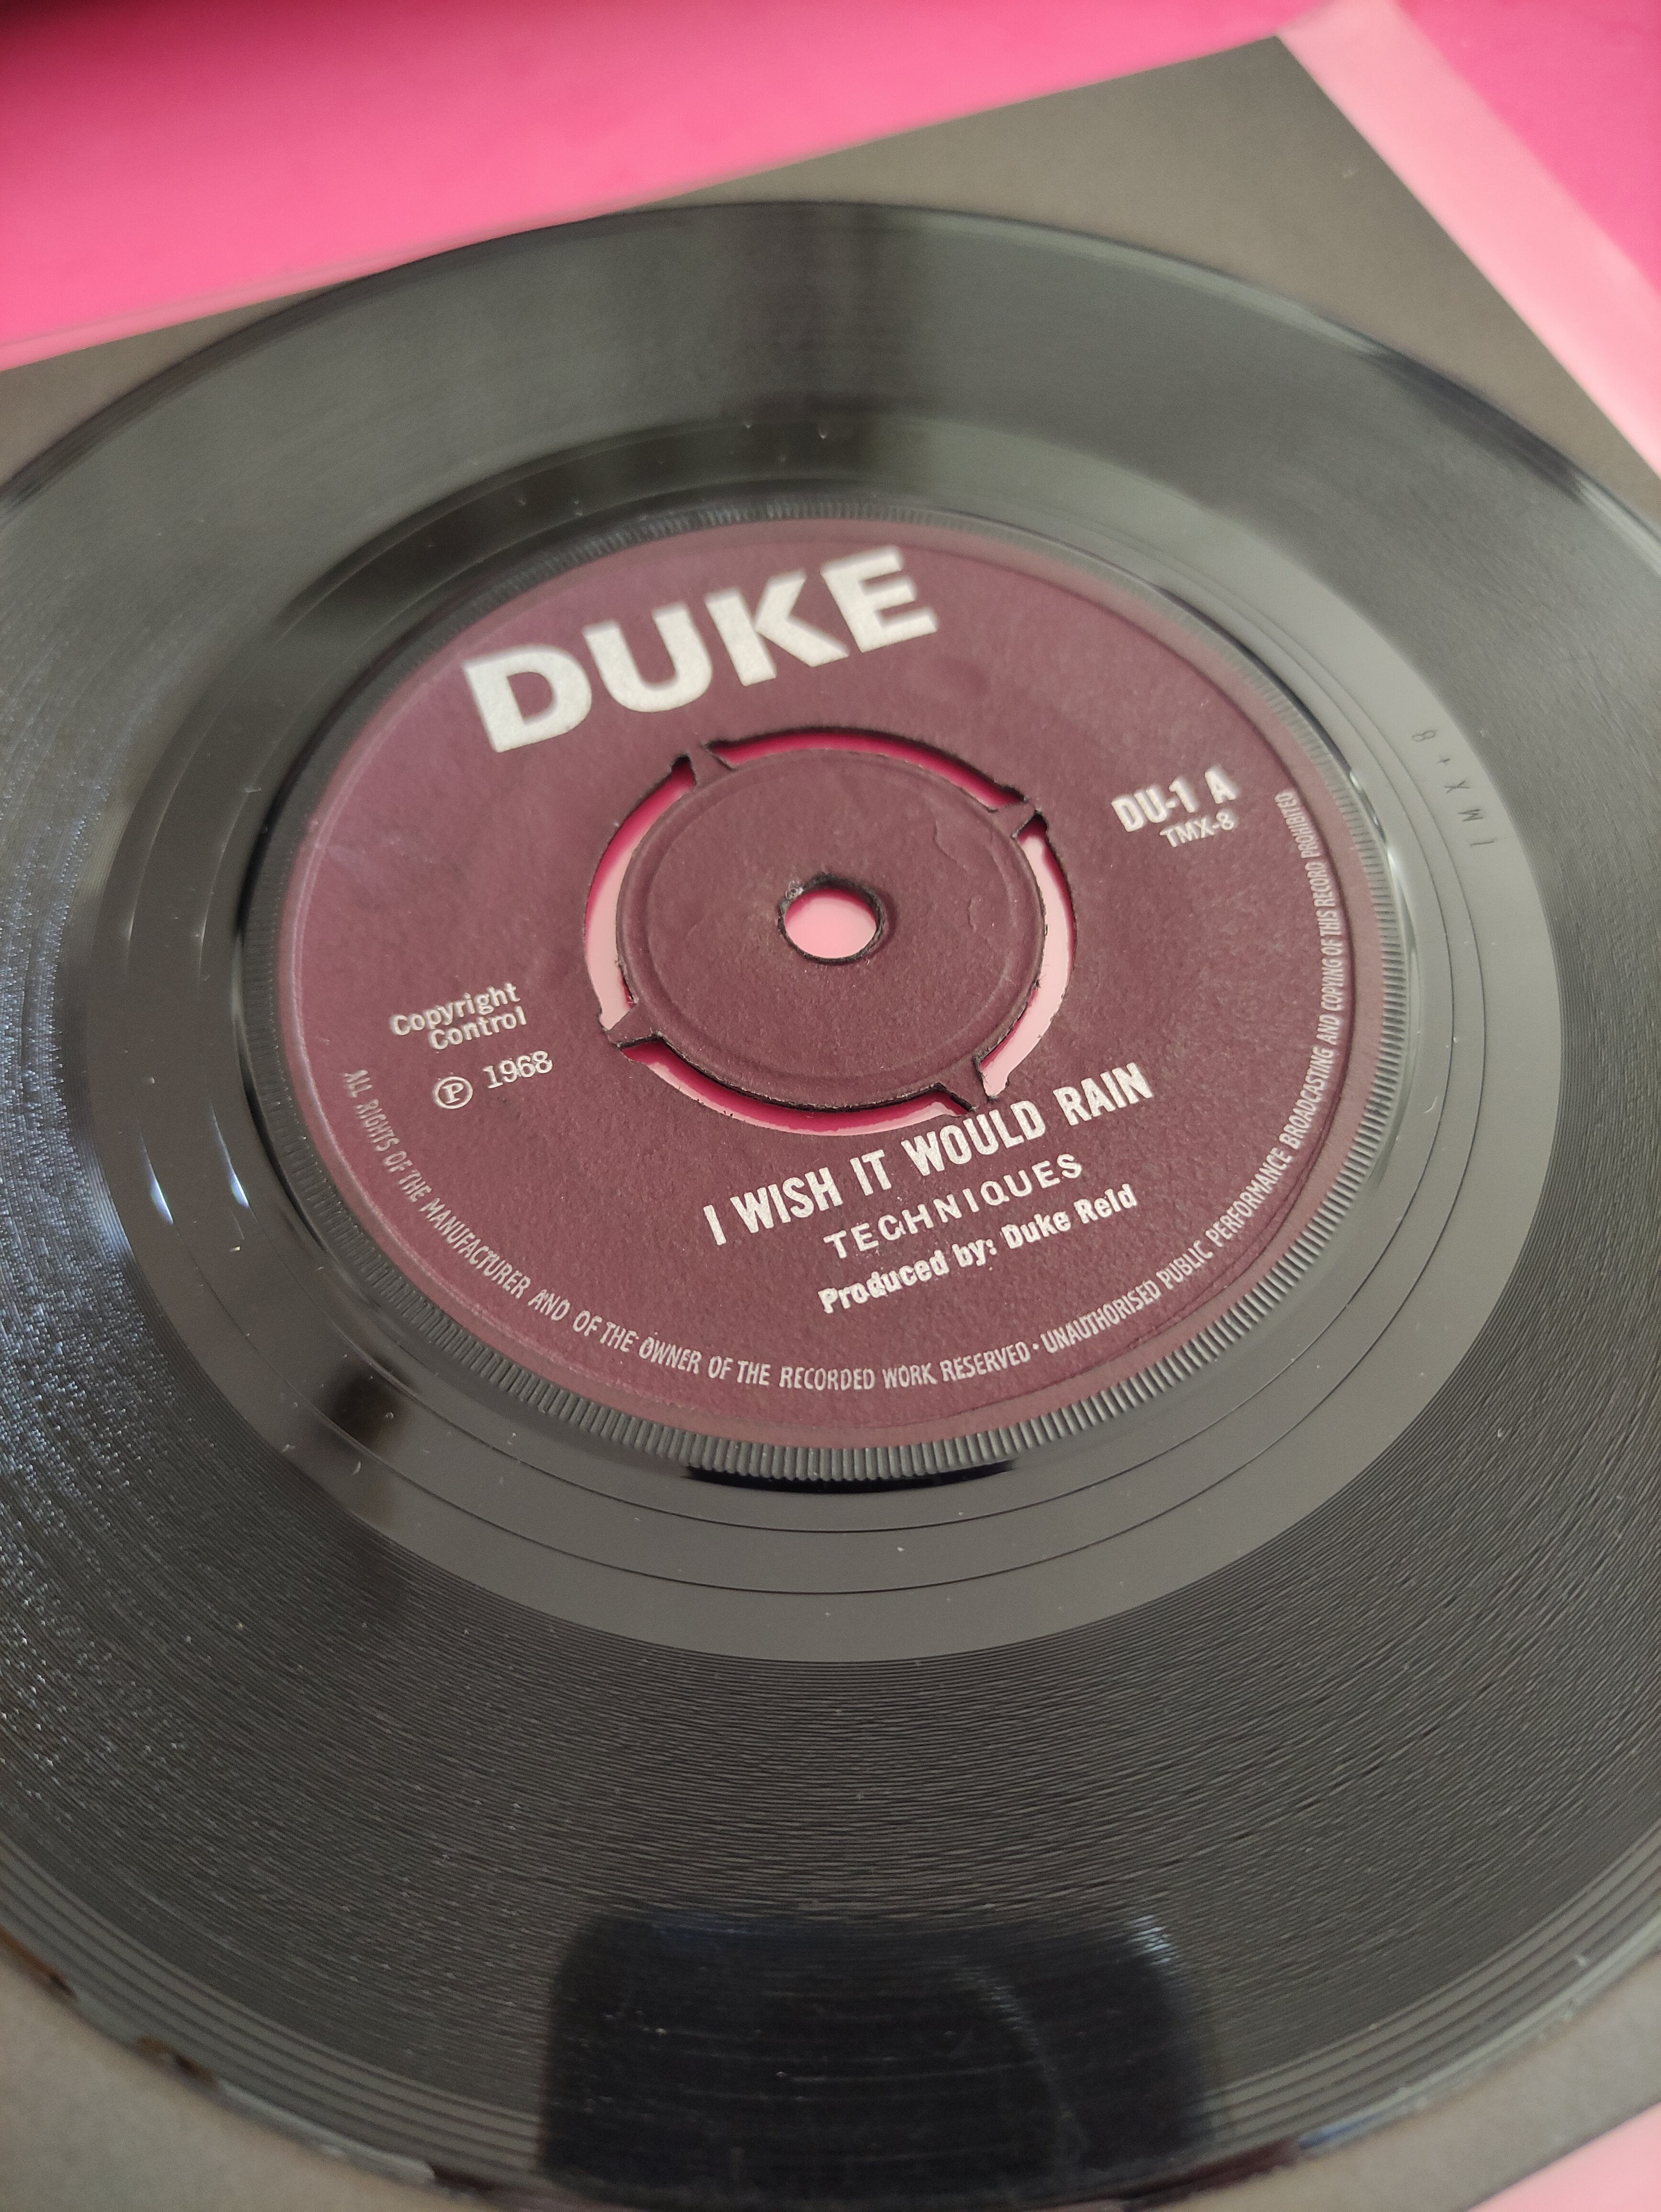 DUKE
DU-1 A
TMX-8
Copyright
Control
Ⓟ 1968
I WISH IT WOULD RAIN
TECHNIQUES
Produced by: Duke Reid
ALL RIGHTS OF THE MANUFACTURER AND OF THE OWNER OF THE RECORDED WORK RESERVED · UNAUTHORISED PUBLIC PERFORMANCE BROADCASTING AND COPYING OF THIS RECORD PROHIBITED